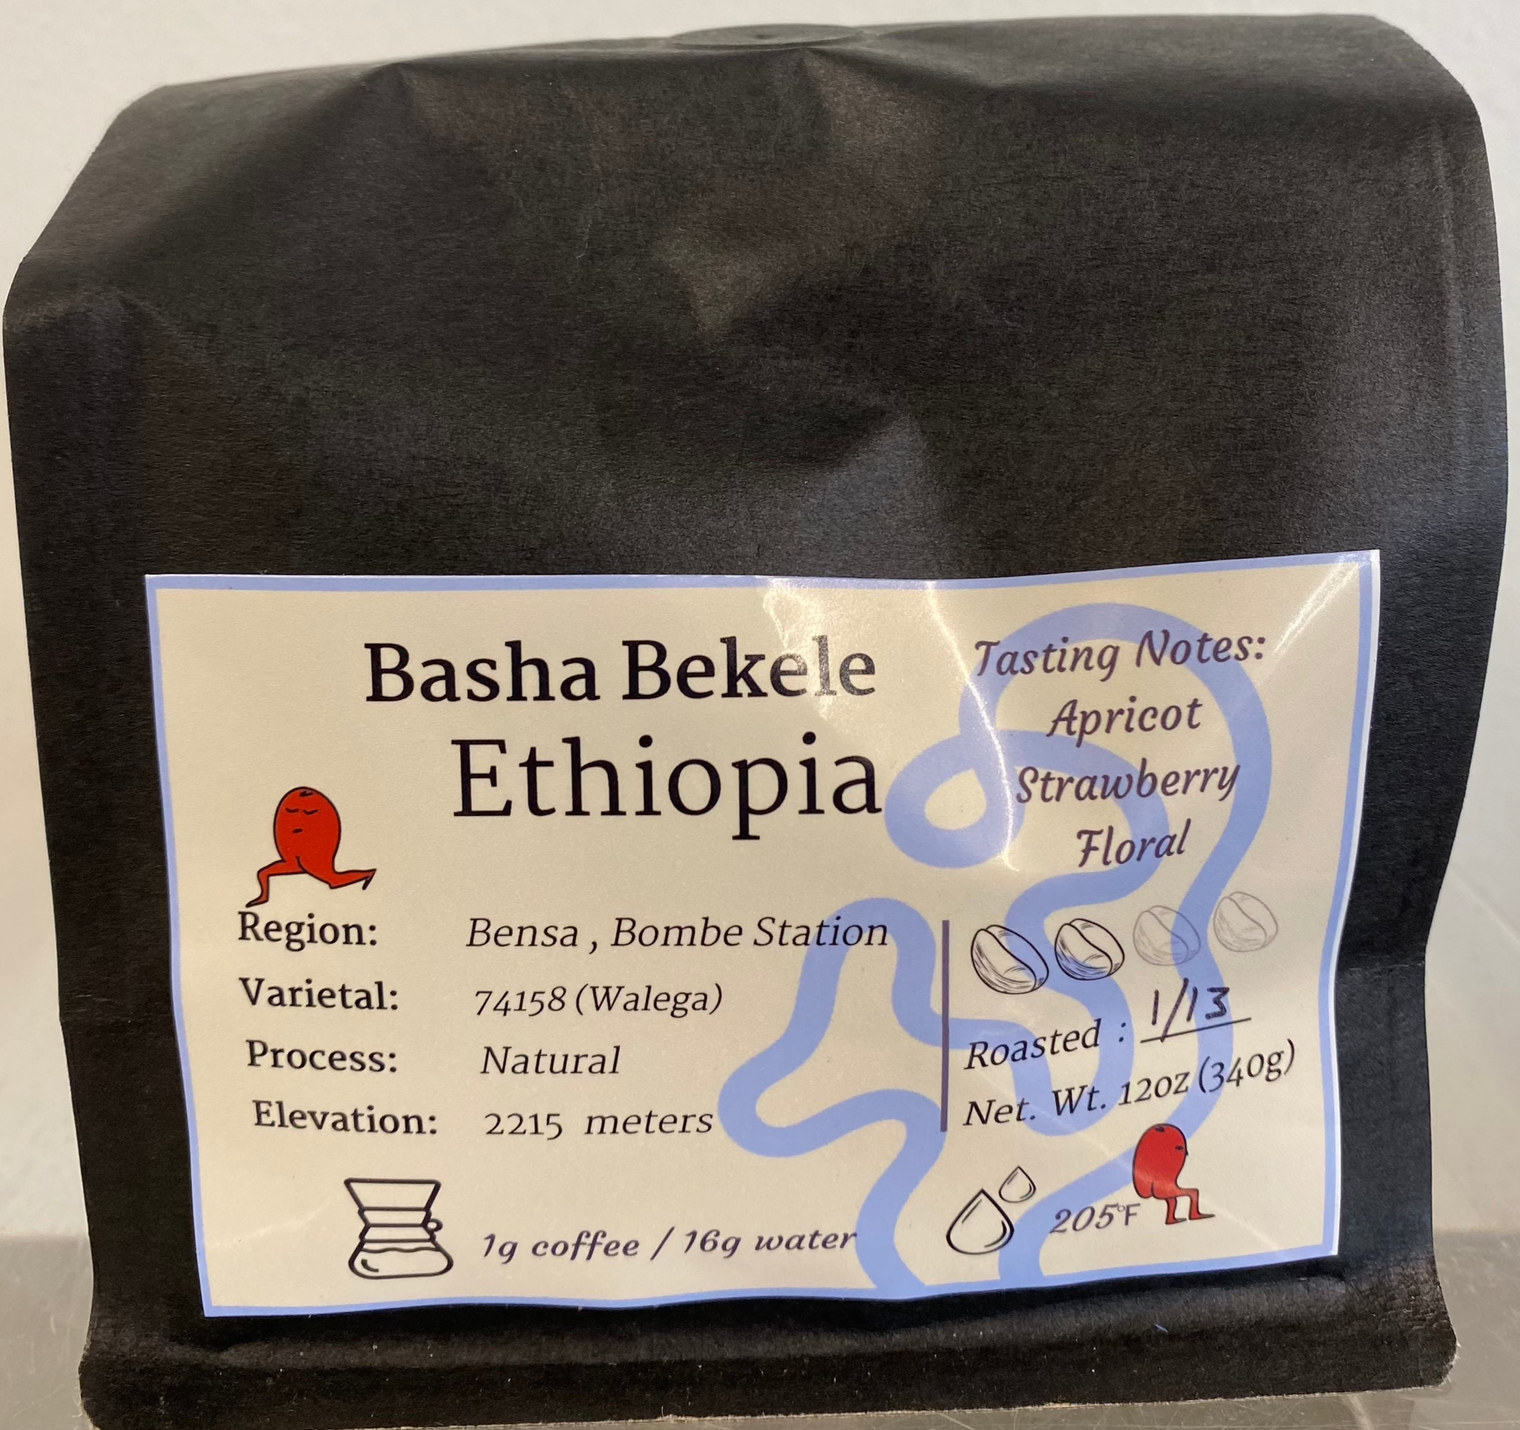 Basha Bekele
Ethiopia
Region: Bensa , Bombe Station
Varietal: 74158 (Walega)
Process: Natural
Elevation: 2215 meters
1g coffee / 16g water
Tasting Notes:
Apricot
Strawberry
Floral
Roasted : 1/13
Net. Wt. 12oz (340g)
205°F